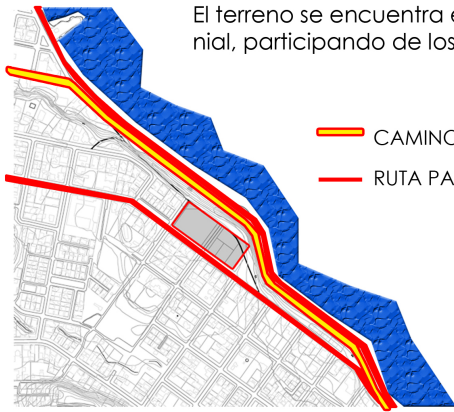 El terreno se encuentra
nial, participando de los
CAMINO
RUTA PA